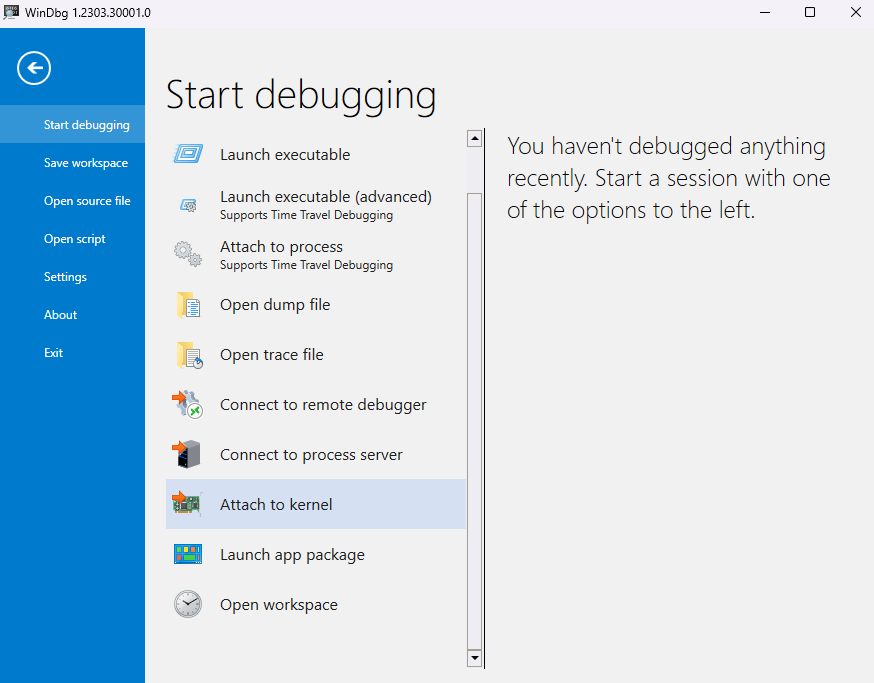 WinDbg 1.2303.30001.0
Start debugging
Save workspace
Open source file
Open script
Settings
About
Exit
Start debugging
Launch executable
Launch executable (advanced)
Supports Time Travel Debugging
Attach to process
Supports Time Travel Debugging
Open dump file
Open trace file
Connect to remote debugger
Connect to process server
Attach to kernel
Launch app package
Open workspace
You haven't debugged anything
recently. Start a session with one
of the options to the left.